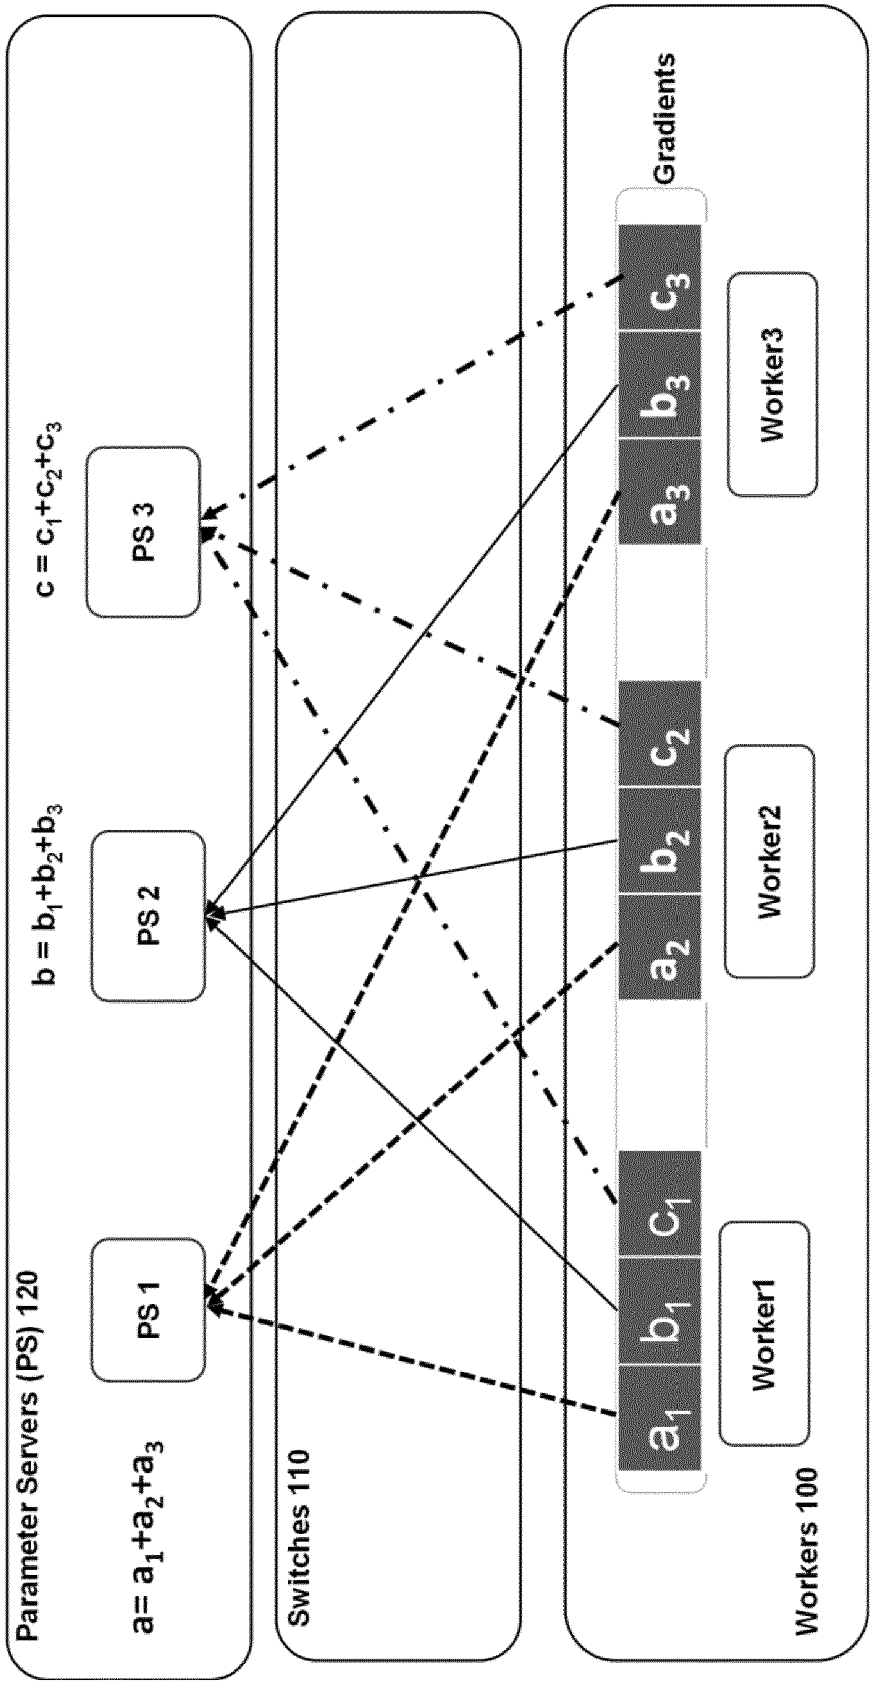 Parameter Servers (PS) 120
a= a₁+a₂+a₃
b = b₁+b₂+b₃
c = c₁+c₂+c₃
PS 1
PS 2
PS 3
Switches 110
Gradients
a₁ b₁ c₁
a₂ b₂ c₂
a₃ b₃ c₃
Worker1
Worker2
Worker3
Workers 100